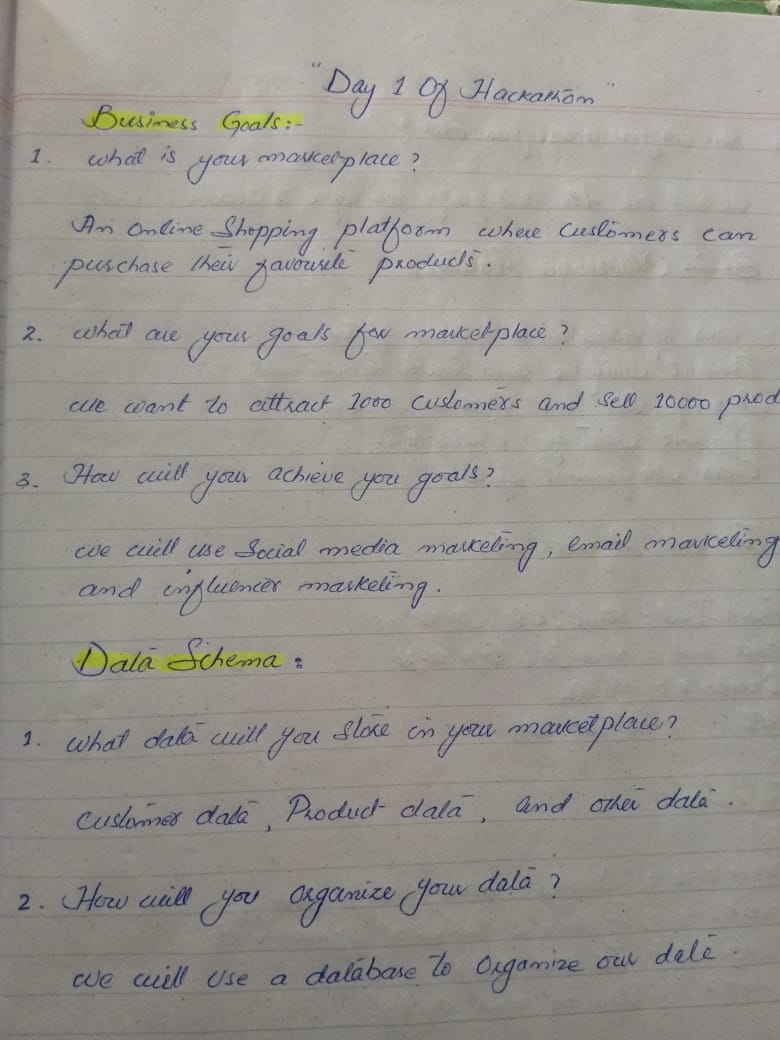 "Day 1 Of Hackathon"
Business Goals:-
1. What is your marketplace?
An Online Shopping platform where Customers can
purchase their favourite products.
2. What are your goals for marketplace?
We want to attract 1000 Customers and Sell 10000 prod
3. How will your achieve you goals?
We will use Social media marketing, email marketing
and influencer marketing.
Data Schema:
1. What data will you store in your marketplace?
Customer data, Product data, and other data.
2. How will you organize your data?
We will use a database to Organize our data.